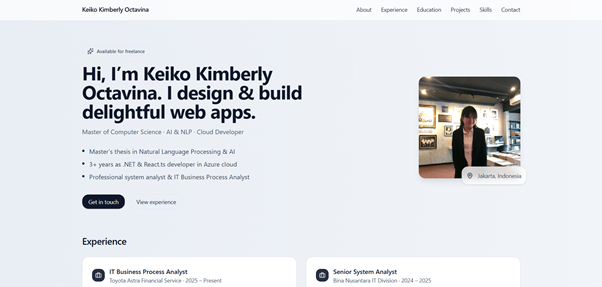 Keiko Kimberly Octavina
About Experience Education Projects Skills Contact
Available for freelance
Hi, I’m Keiko Kimberly
Octavina. I design & build
delightful web apps.
Master of Computer Science · AI & NLP · Cloud Developer
Master's thesis in Natural Language Processing & AI
3+ years as .NET & React.ts developer in Azure cloud
Professional system analyst & IT Business Process Analyst
Get in touch View experience
Jakarta, Indonesia
Experience
IT Business Process Analyst
Toyota Astra Financial Service · 2025 – Present
Senior System Analyst
Bina Nusantara IT Division · 2024 – 2025